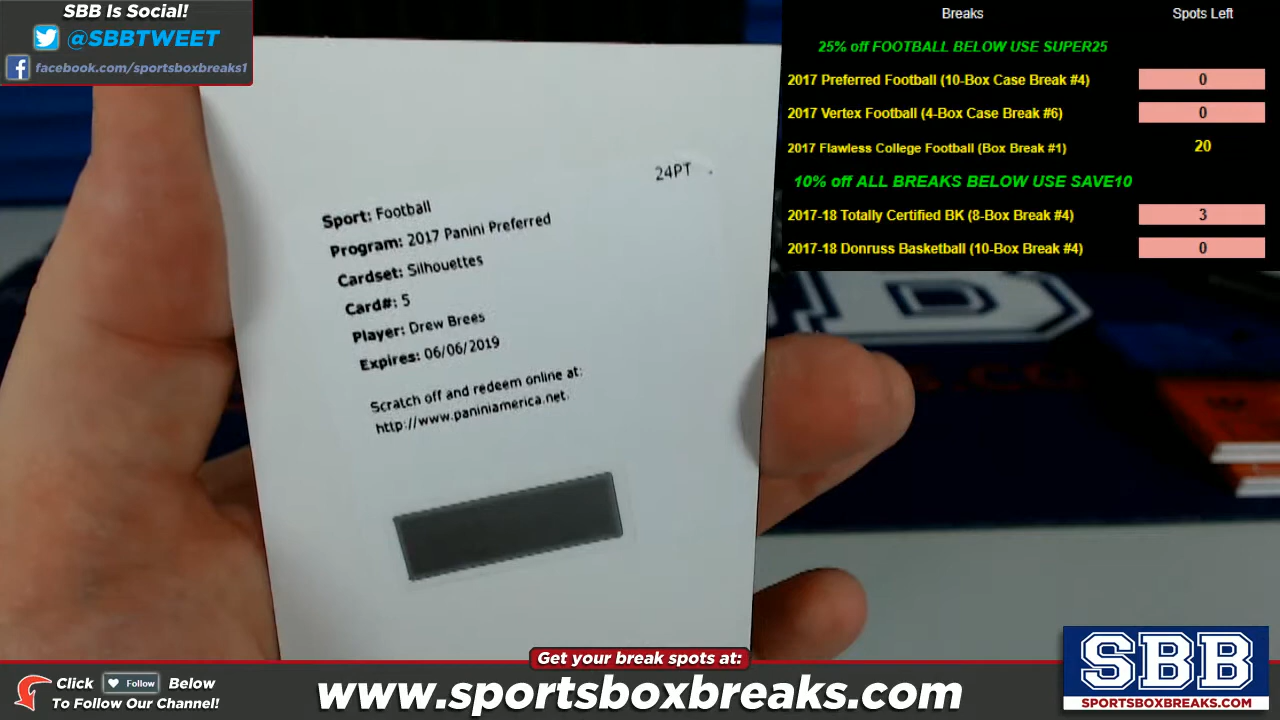 SBB Is Social!
@SBBTWEET
facebook.com/sportsboxbreaks1
Breaks Spots Left
25% off FOOTBALL BELOW USE SUPER25
2017 Preferred Football (10-Box Case Break #4) 0
2017 Vertex Football (4-Box Case Break #6) 0
2017 Flawless College Football (Box Break #1) 20
10% off ALL BREAKS BELOW USE SAVE10
2017-18 Totally Certified BK (8-Box Break #4) 3
2017-18 Donruss Basketball (10-Box Break #4) 0
24PT
Sport: Football
Program: 2017 Panini Preferred
Cardset: Silhouettes
Card#: 5
Player: Drew Brees
Expires: 06/06/2019
Scratch off and redeem online at:
http://www.paniniamerica.net.
Get your break spots at:
Click Follow Below
To Follow Our Channel!
www.sportsboxbreaks.com
SBB
SPORTSBOXBREAKS.COM